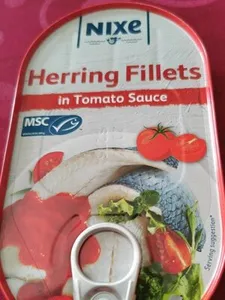 NIXE
Herring Fillets
in Tomato Sauce
MSC
Serving suggestion*